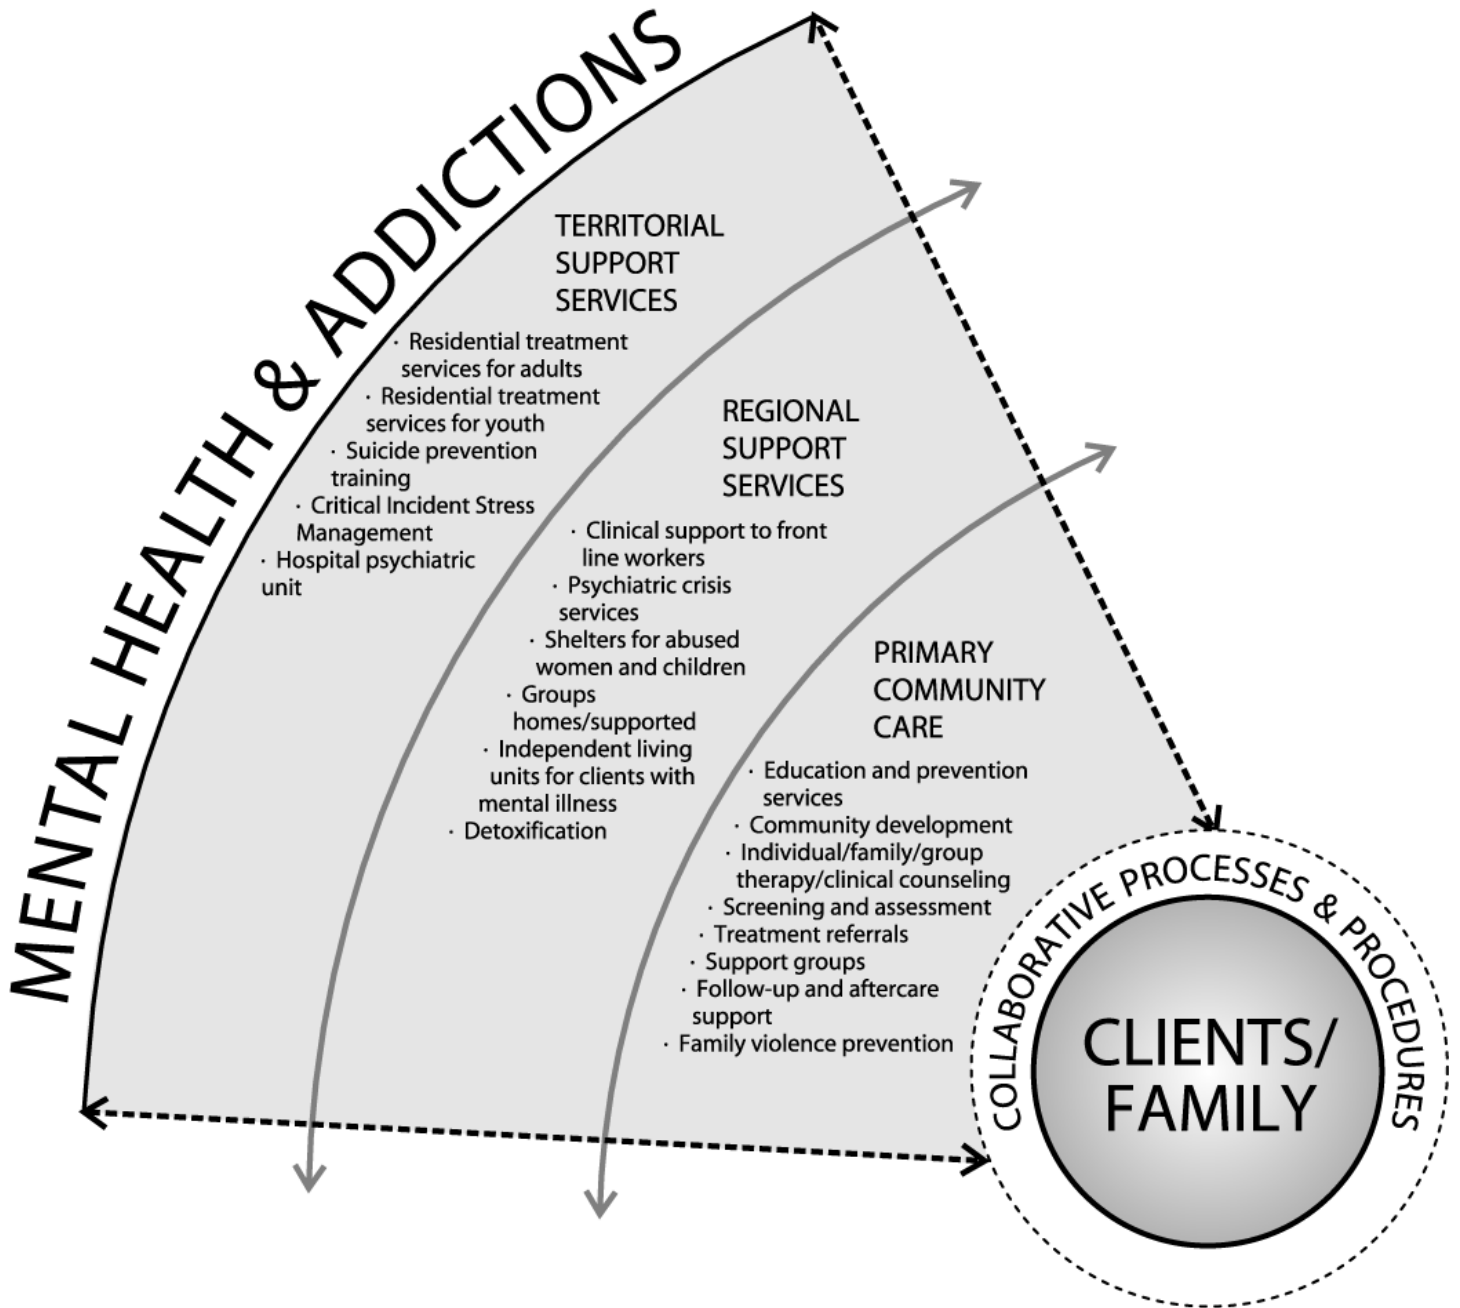 MENTAL HEALTH & ADDICTIONS
TERRITORIAL
SUPPORT
SERVICES
· Residential treatment
services for adults
· Residential treatment
services for youth
· Suicide prevention
training
· Critical Incident Stress
Management
· Hospital psychiatric
unit
REGIONAL
SUPPORT
SERVICES
· Clinical support to front
line workers
· Psychiatric crisis
services
· Shelters for abused
women and children
· Groups
homes/supported
· Independent living
units for clients with
mental illness
· Detoxification
PRIMARY
COMMUNITY
CARE
· Education and prevention
services
· Community development
· Individual/family/group
therapy/clinical counseling
· Screening and assessment
· Treatment referrals
· Support groups
· Follow-up and aftercare
support
· Family violence prevention
COLLABORATIVE PROCESSES & PROCEDURES
CLIENTS/
FAMILY